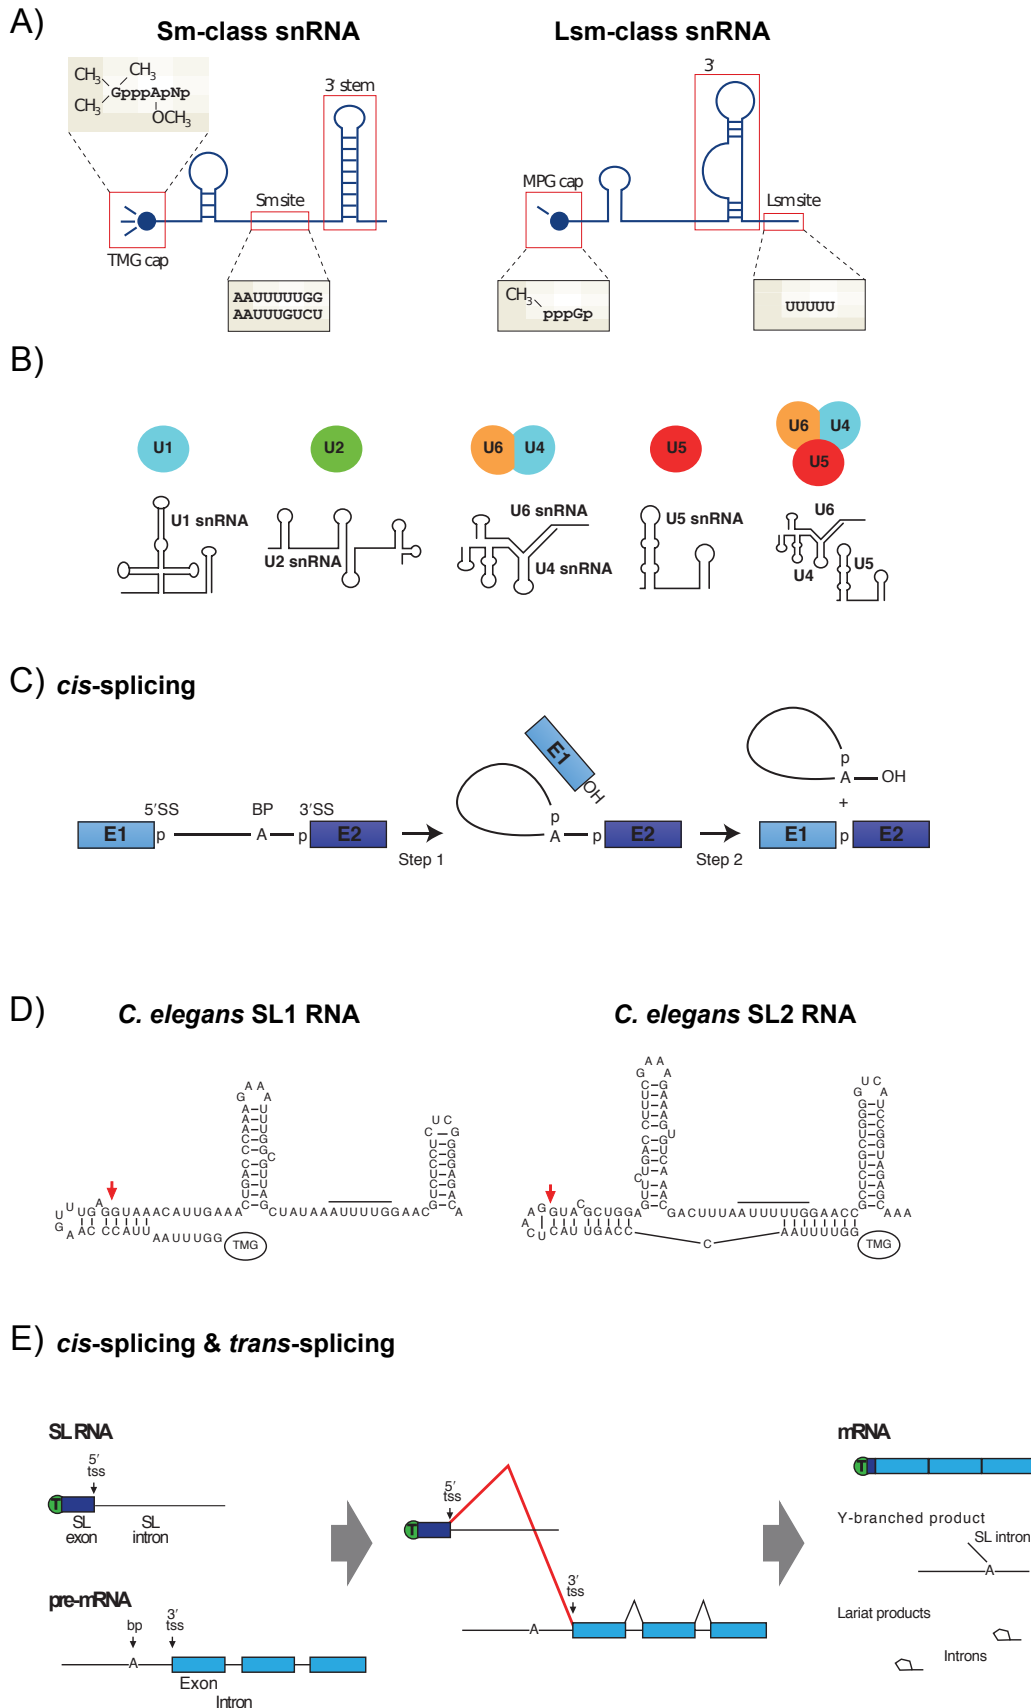 A)
Sm-class snRNA
Lsm-class snRNA
CH3 CH3
GpppApNp
CH3
OCH3
3' stem
3'
MPG cap
Sm site
Lsm site
TMG cap
AAUUUUUGG
AAUUUGUCU
CH3
pppGp
UUUUU
B)
U1
U2
U6 U4
U5
U6 U4
U5
U1 snRNA
U2 snRNA
U6 snRNA
U4 snRNA
U5 snRNA
U6
U4
U5
C) cis-splicing
5'SS BP 3'SS
E1 p A p E2
Step 1
E1
OH
p
A p E2
Step 2
p
A OH
+
E1 p E2
D)
C. elegans SL1 RNA
C. elegans SL2 RNA
TMG
TMG
E) cis-splicing & trans-splicing
SL RNA
5'
tss
T
SL
exon
SL
intron
pre-mRNA
bp
3'
tss
A
Exon
Intron
5'
tss
T
3'
tss
A
mRNA
T
Y-branched product
SL intron
A
Lariat products
Introns